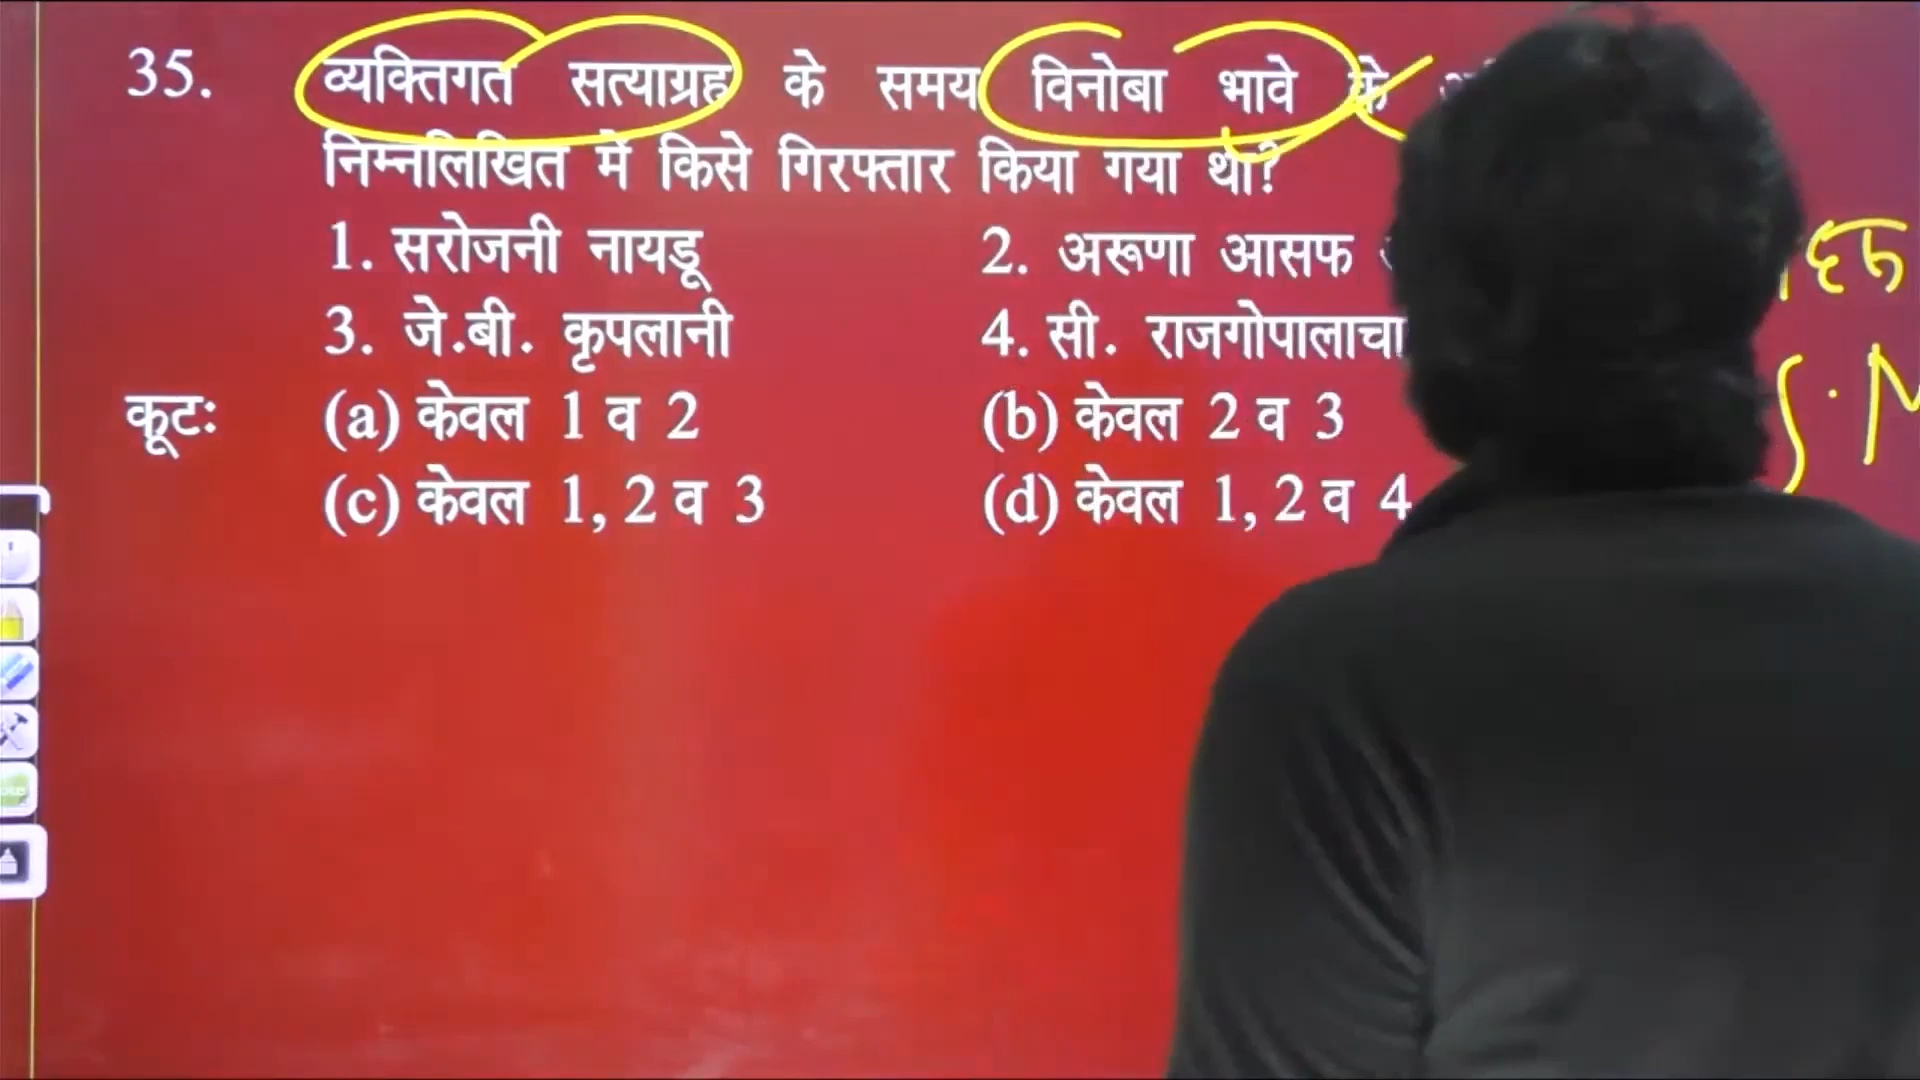 35. व्यक्तिगत सत्याग्रह के समय विनोबा भावे के
निम्नलिखित में किसे गिरफ्तार किया गया था?
1. सरोजनी नायडू 2. अरूणा आसफ
3. जे.बी. कृपलानी 4. सी. राजगोपालाचा
कूटः (a) केवल 1 व 2 (b) केवल 2 व 3
(c) केवल 1, 2 व 3 (d) केवल 1, 2 व 4